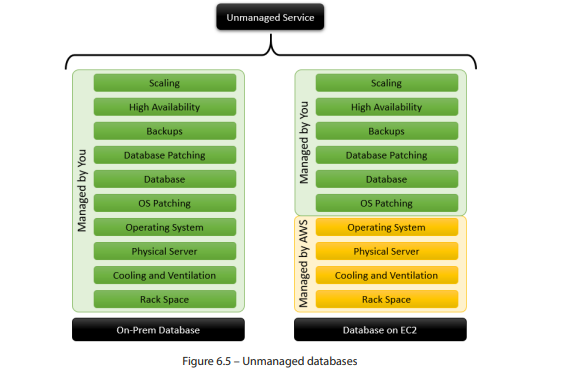 Unmanaged Service
Managed by You
Scaling
High Availability
Backups
Database Patching
Database
OS Patching
Operating System
Physical Server
Cooling and Ventilation
Rack Space
On-Prem Database
Managed by You
Scaling
High Availability
Backups
Database Patching
Database
OS Patching
Managed by AWS
Operating System
Physical Server
Cooling and Ventilation
Rack Space
Database on EC2
Figure 6.5 – Unmanaged databases